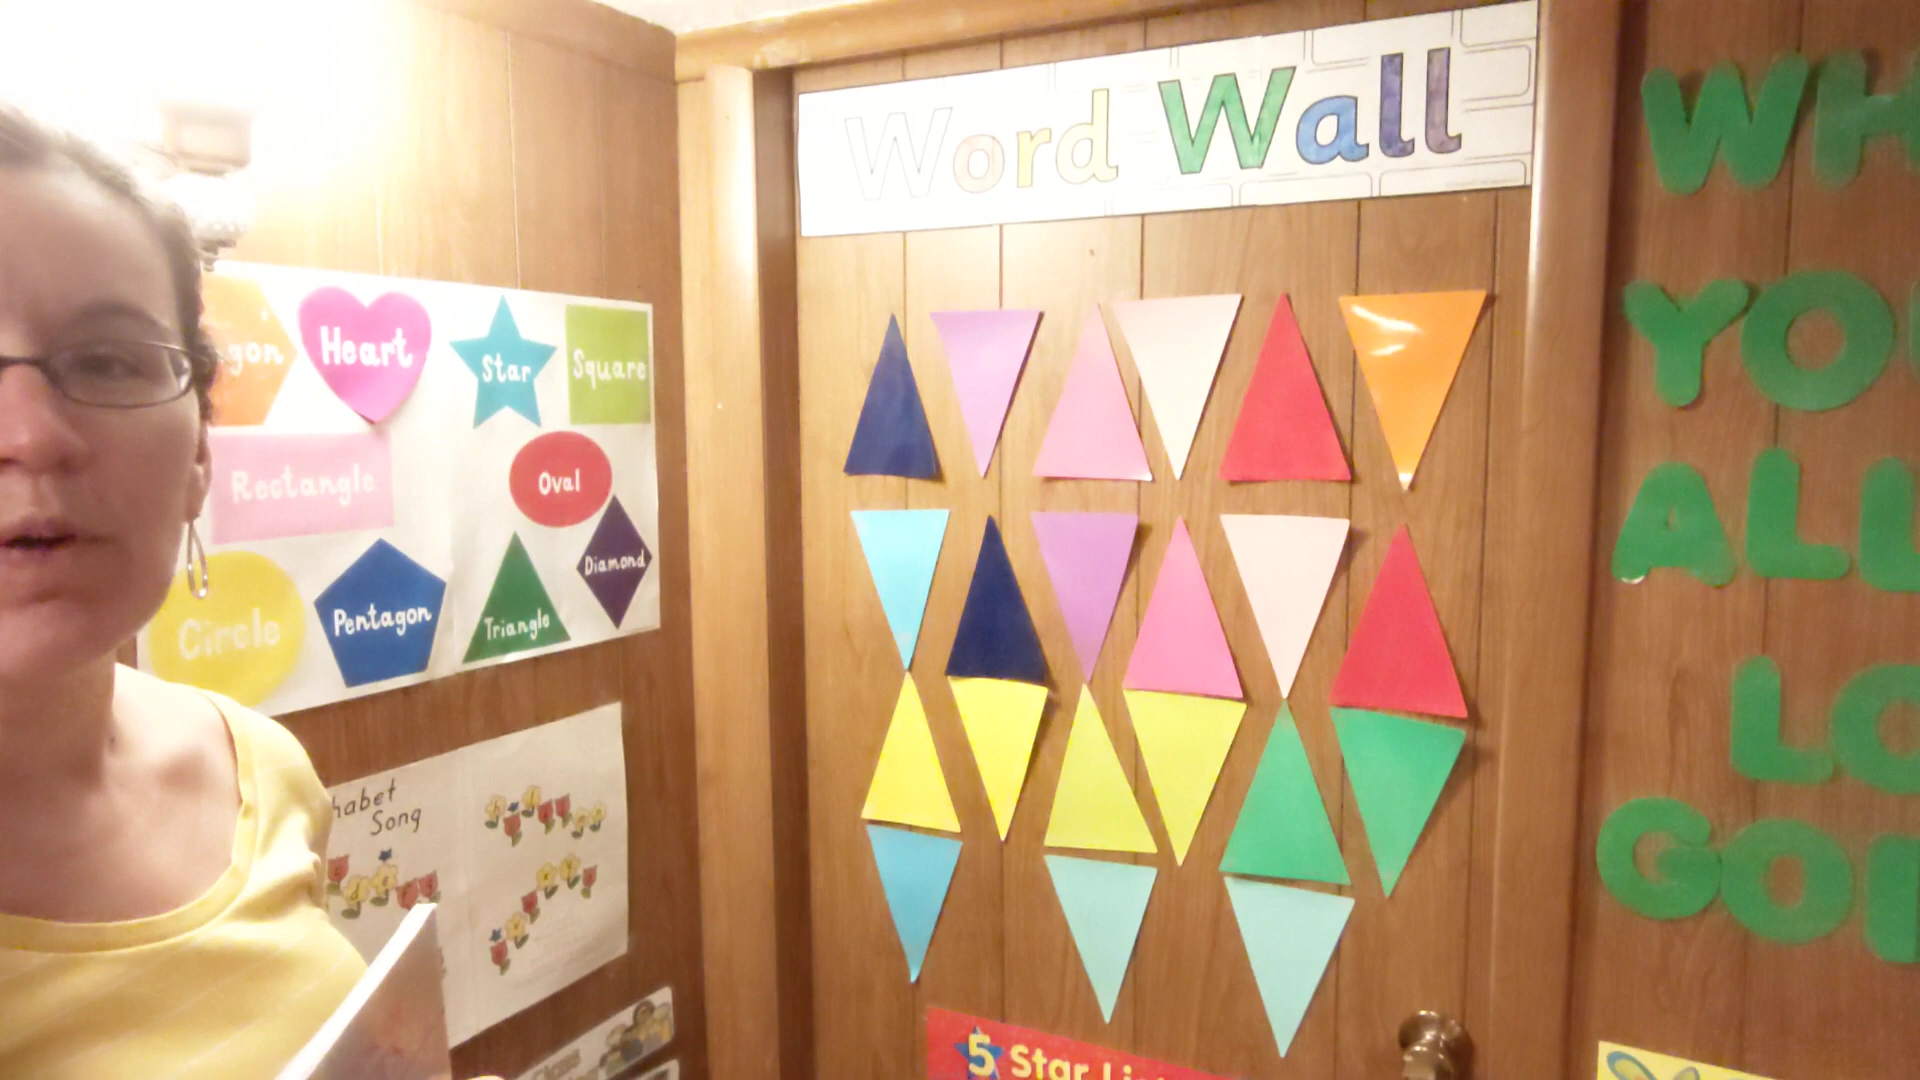 Word Wall
gon
Heart
Star
Square
Rectangle
Oval
Diamond
Circle
Pentagon
Triangle
habet
Song
5 Star Li
WH
YO
ALL
LO
GO